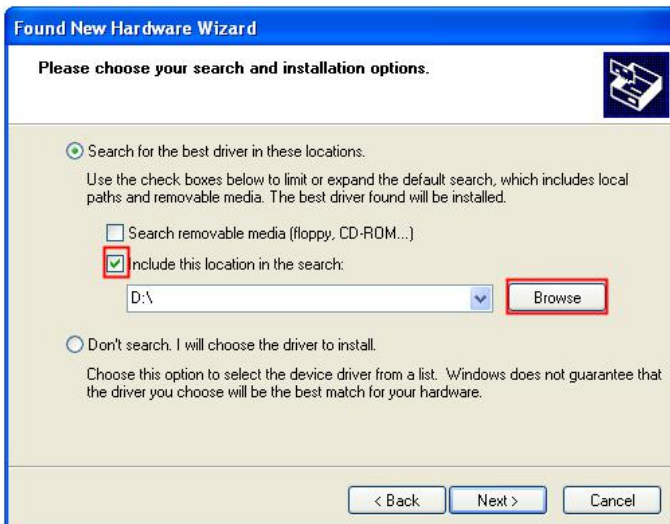 Found New Hardware Wizard
Please choose your search and installation options.
Search for the best driver in these locations.
Use the check boxes below to limit or expand the default search, which includes local
paths and removable media. The best driver found will be installed.
Search removable media (floppy, CD-ROM...)
Include this location in the search:
D:\
Browse
Don't search. I will choose the driver to install.
Choose this option to select the device driver from a list. Windows does not guarantee that
the driver you choose will be the best match for your hardware.
< Back
Next >
Cancel